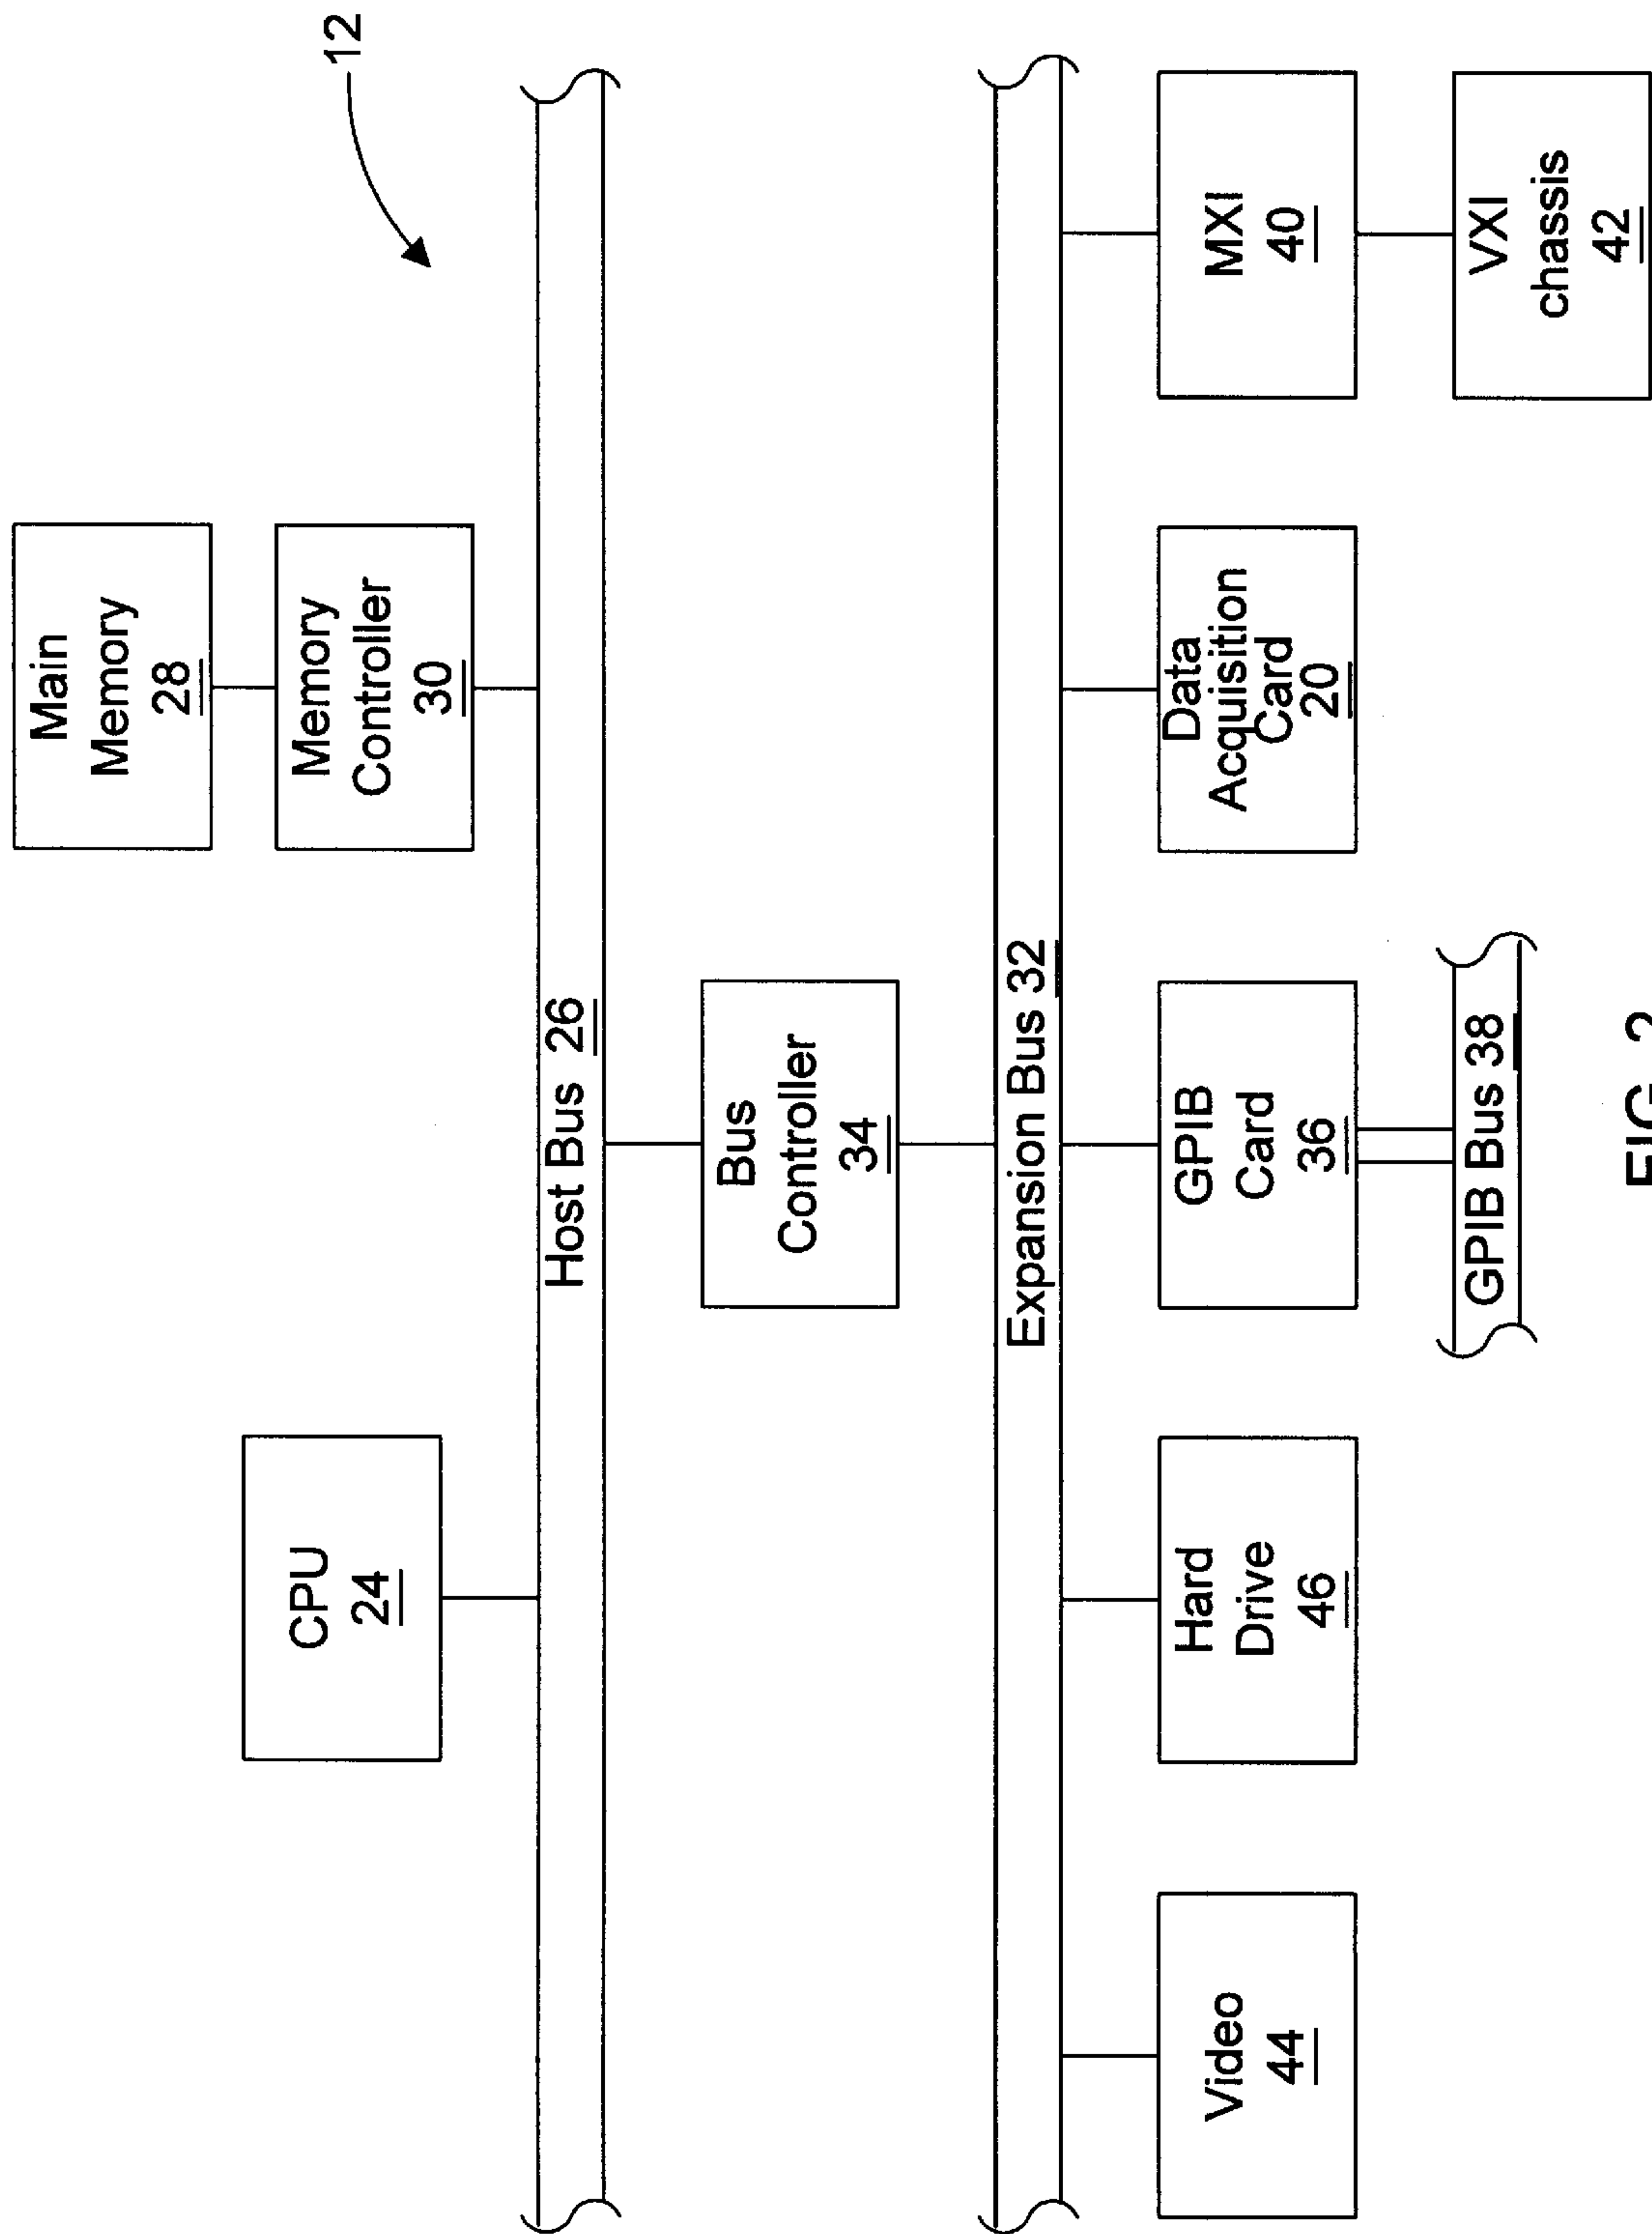 12
Main
Memory
28
CPU
24
Memory
Controller
30
Host Bus 26
Bus
Controller
34
Expansion Bus 32
Video
44
Hard
Drive
46
GPIB
Card
36
Data
Acquisition
Card
20
MXI
40
GPIB Bus 38
VXI
chassis
42
FIG. 2